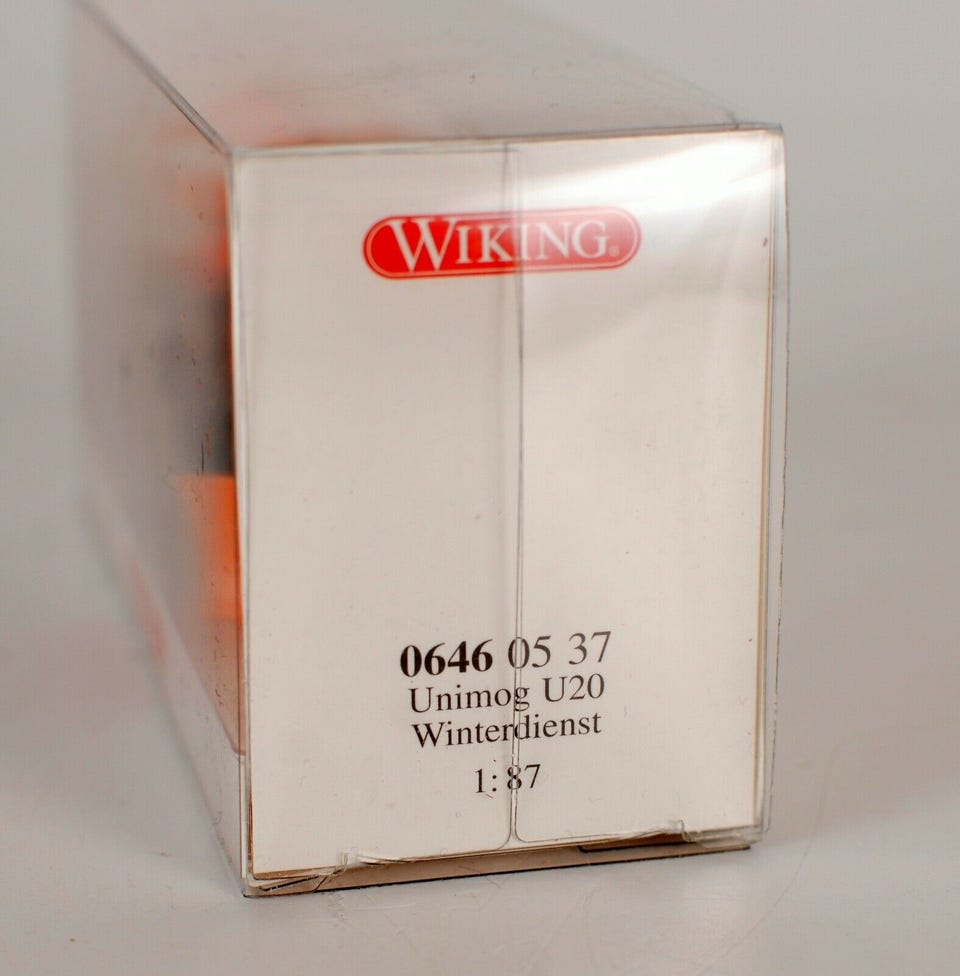 WIKING®
0646 05 37
Unimog U20
Winterdienst
1:87